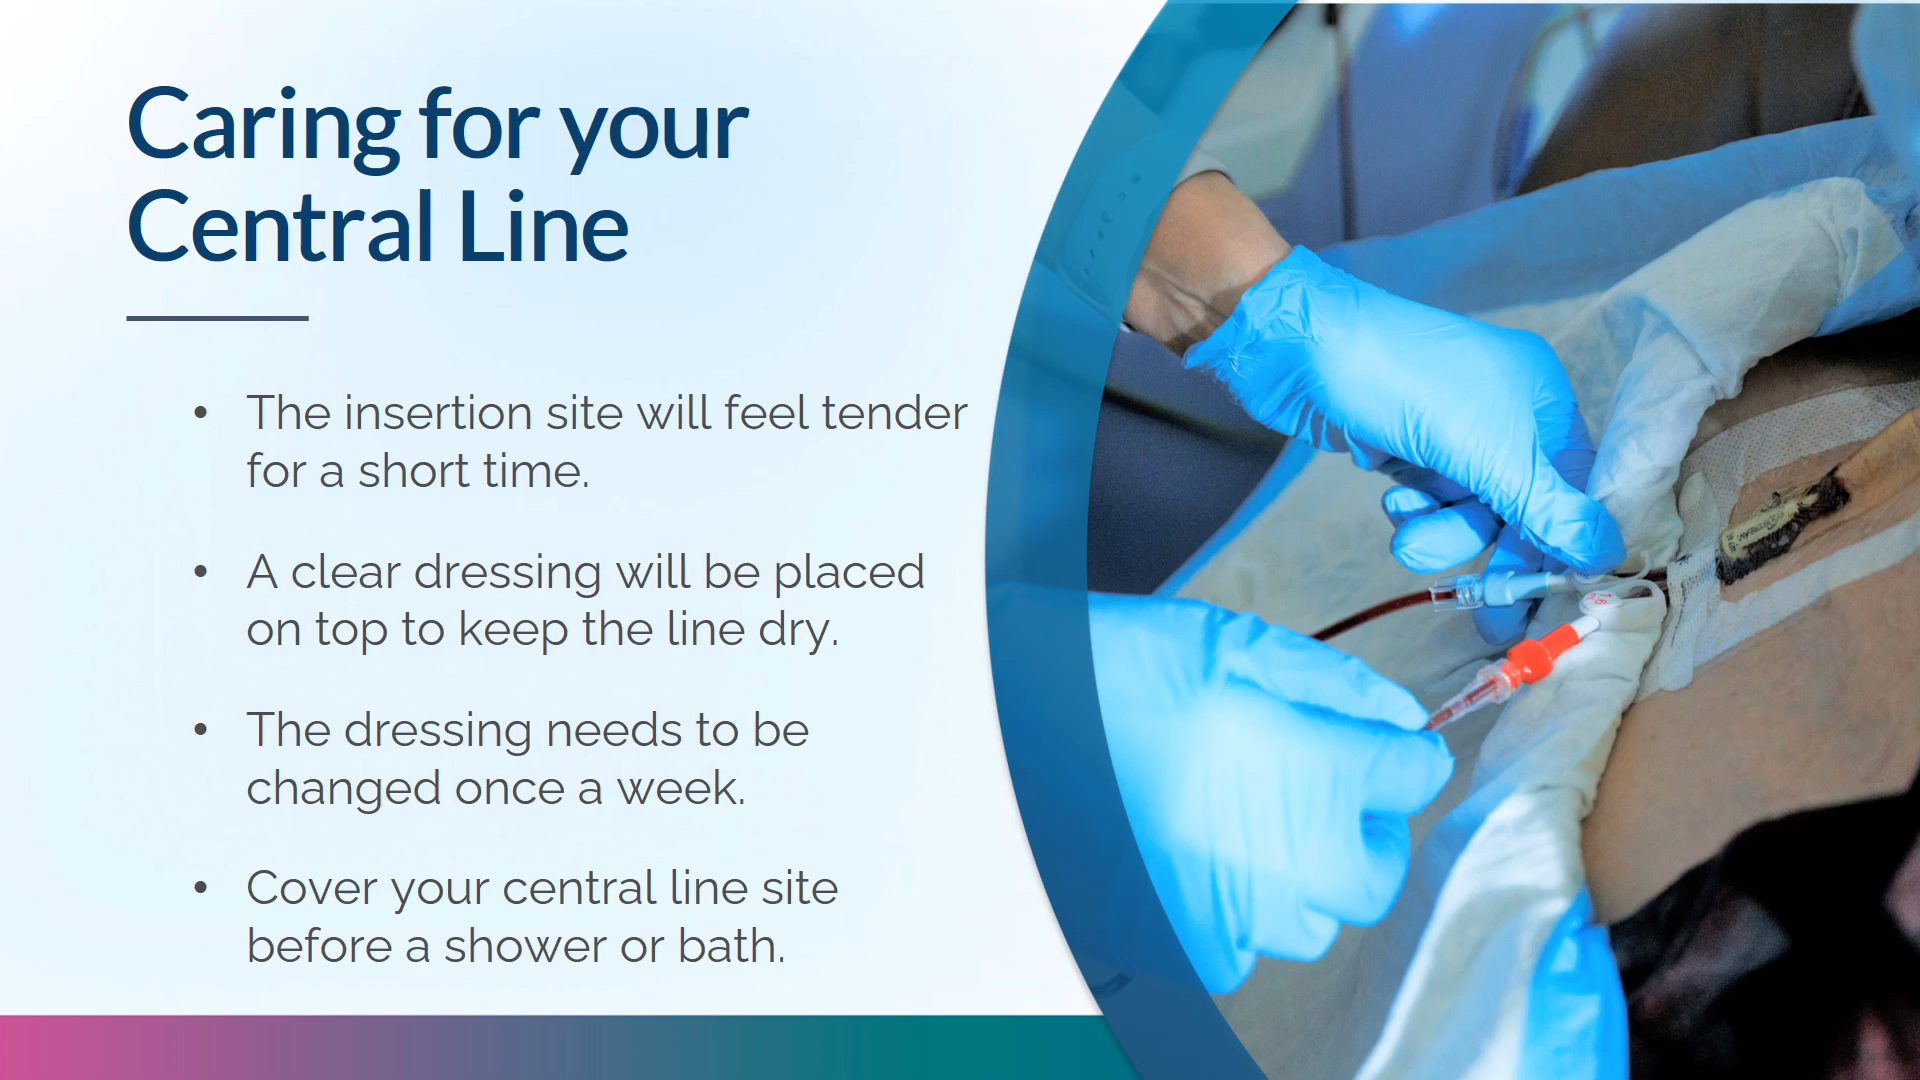 Caring for your
Central Line
• The insertion site will feel tender
for a short time.
• A clear dressing will be placed
on top to keep the line dry.
• The dressing needs to be
changed once a week.
• Cover your central line site
before a shower or bath.